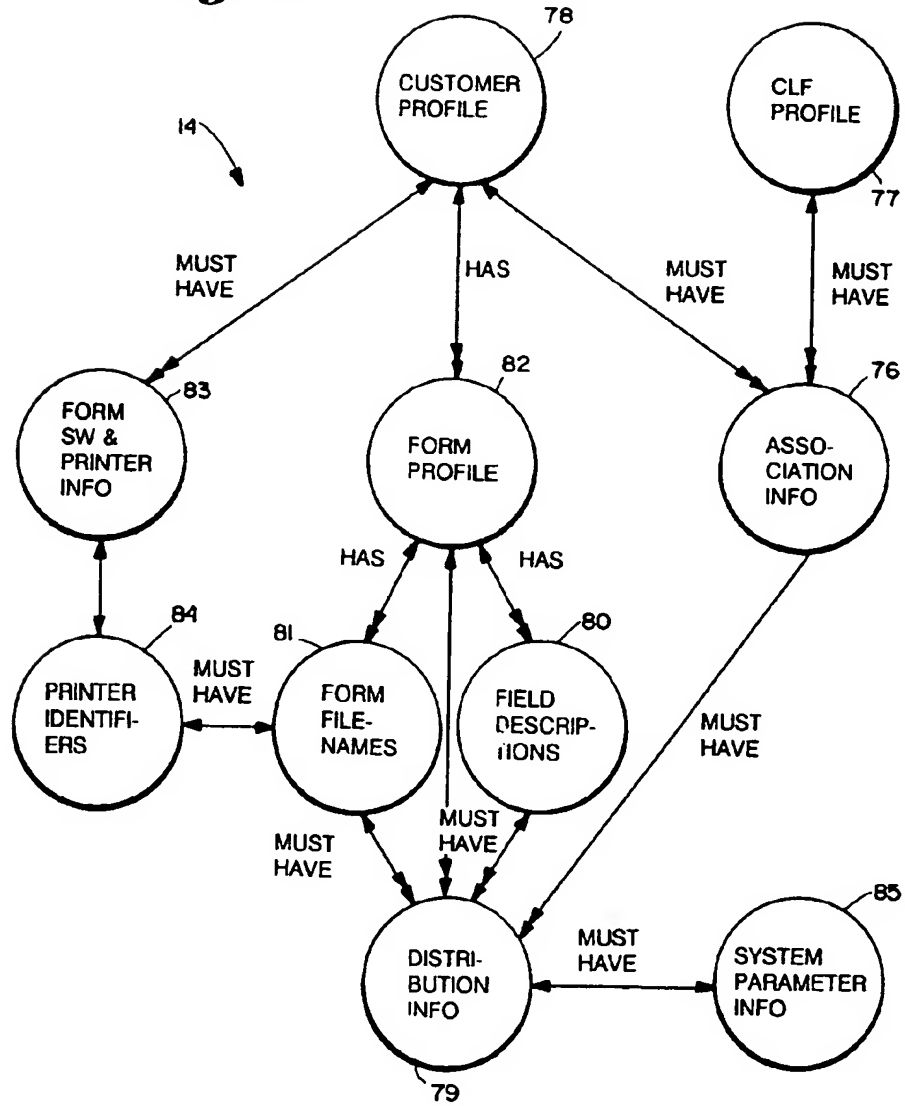 78
CUSTOMER
PROFILE
CLF
PROFILE
77
14
MUST
HAVE
HAS
MUST
HAVE
MUST
HAVE
83
FORM
SW &
PRINTER
INFO
82
FORM
PROFILE
76
ASSO-
CIATION
INFO
HAS
HAS
84
PRINTER
IDENTIFI-
ERS
MUST
HAVE
81
FORM
FILE-
NAMES
80
FIELD
DESCRIP-
TIONS
MUST
HAVE
MUST
HAVE
MUST
HAVE
DISTRI-
BUTION
INFO
79
MUST
HAVE
85
SYSTEM
PARAMETER
INFO